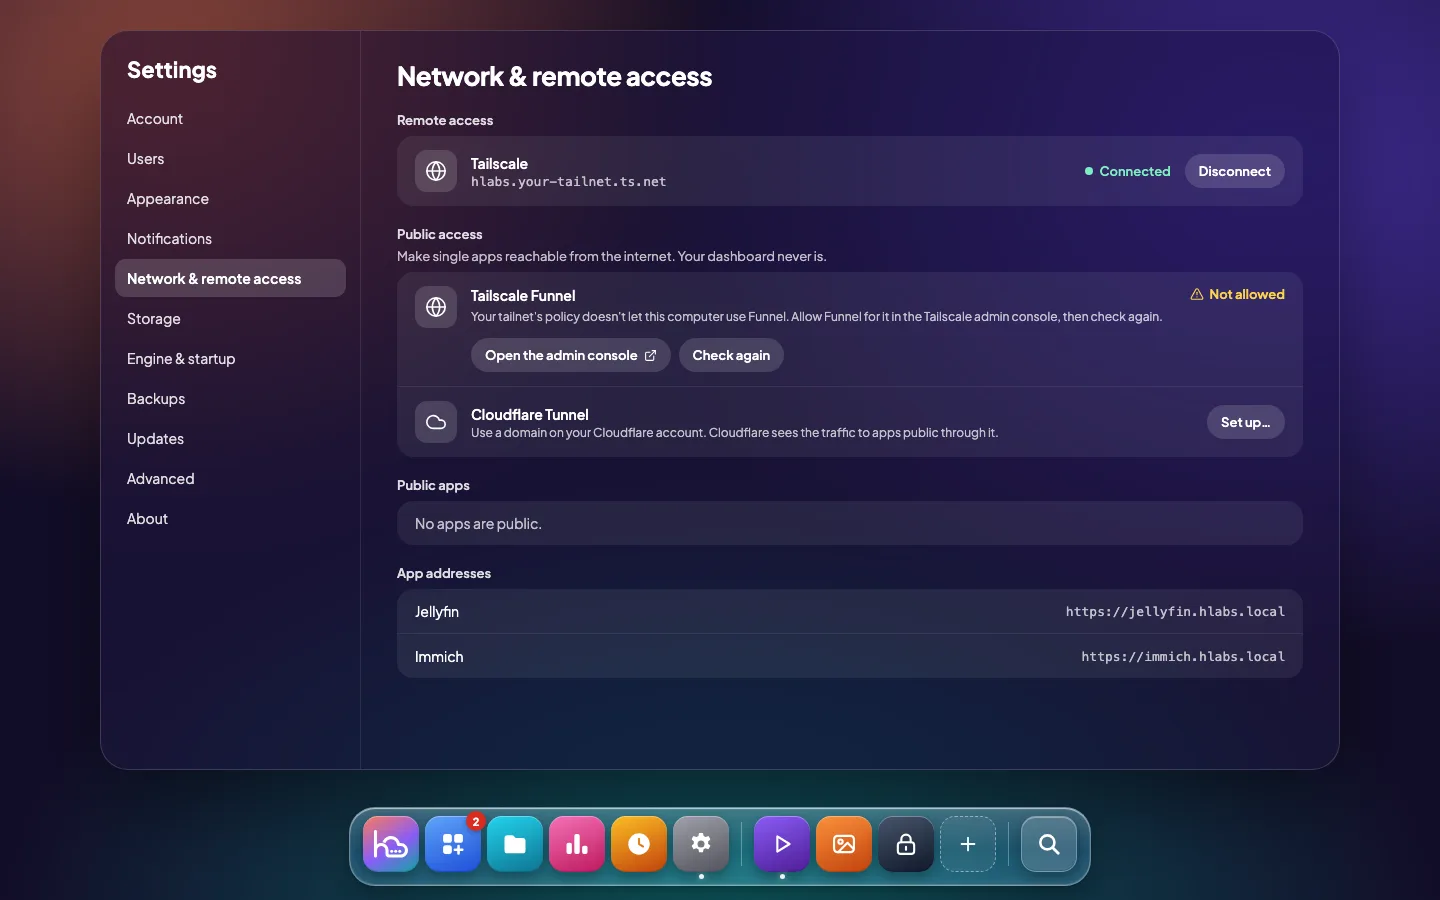 Settings
Account
Users
Appearance
Notifications
Network & remote access
Storage
Engine & startup
Backups
Updates
Advanced
About
Network & remote access
Remote access
Tailscale
hlabs.your-tailnet.ts.net
Connected
Disconnect
Public access
Make single apps reachable from the internet. Your dashboard never is.
Tailscale Funnel
Not allowed
Your tailnet's policy doesn't let this computer use Funnel. Allow Funnel for it in the Tailscale admin console, then check again.
Open the admin console
Check again
Cloudflare Tunnel
Use a domain on your Cloudflare account. Cloudflare sees the traffic to apps public through it.
Set up…
Public apps
No apps are public.
App addresses
Jellyfin
https://jellyfin.hlabs.local
Immich
https://immich.hlabs.local
2